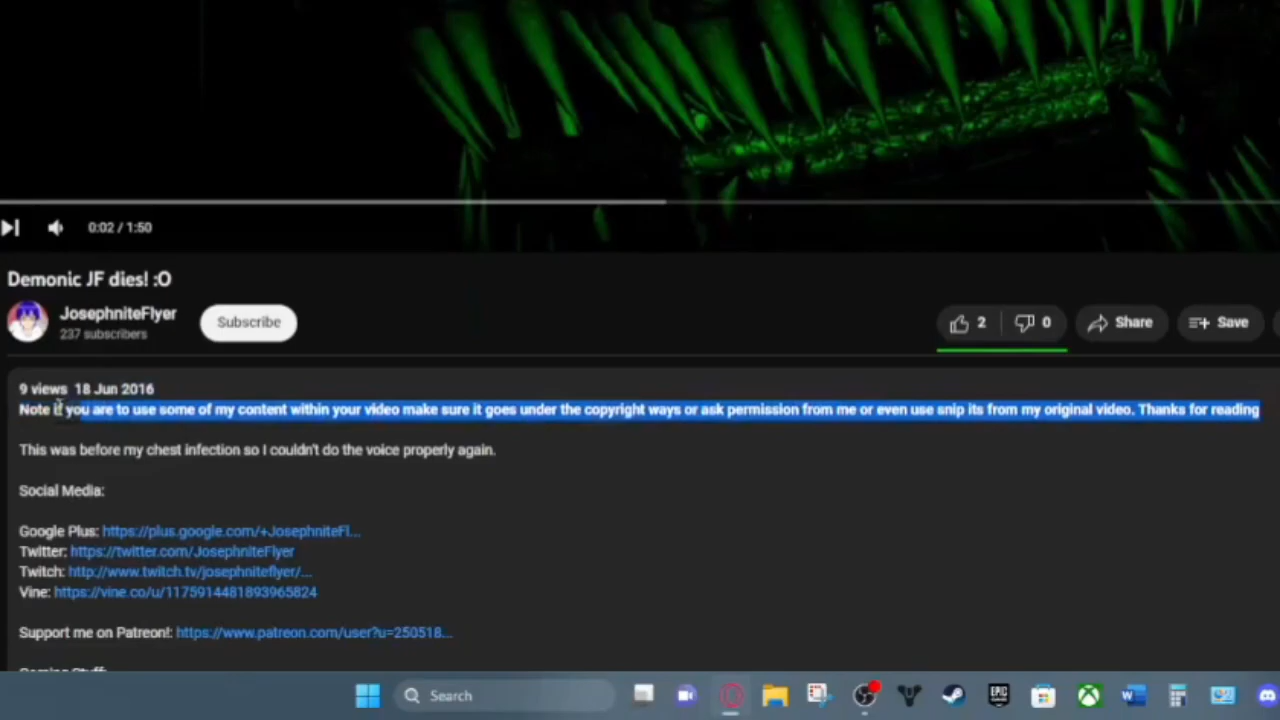 0:02 / 1:50
Demonic JF dies! :O
JosephniteFlyer
237 subscribers
Subscribe
2
0
Share
Save
9 views 18 Jun 2016
Note if you are to use some of my content within your video make sure it goes under the copyright ways or ask permission from me or even use snip its from my original video. Thanks for reading
This was before my chest infection so I couldn't do the voice properly again.
Social Media:
Google Plus: https://plus.google.com/+JosephniteFl...
Twitter: https://twitter.com/JosephniteFlyer
Twitch: http://www.twitch.tv/josephniteflyer/...
Vine: https://vine.co/u/1175914481893965824
Support me on Patreon!: https://www.patreon.com/user?u=250518...
Search
EPIC
W